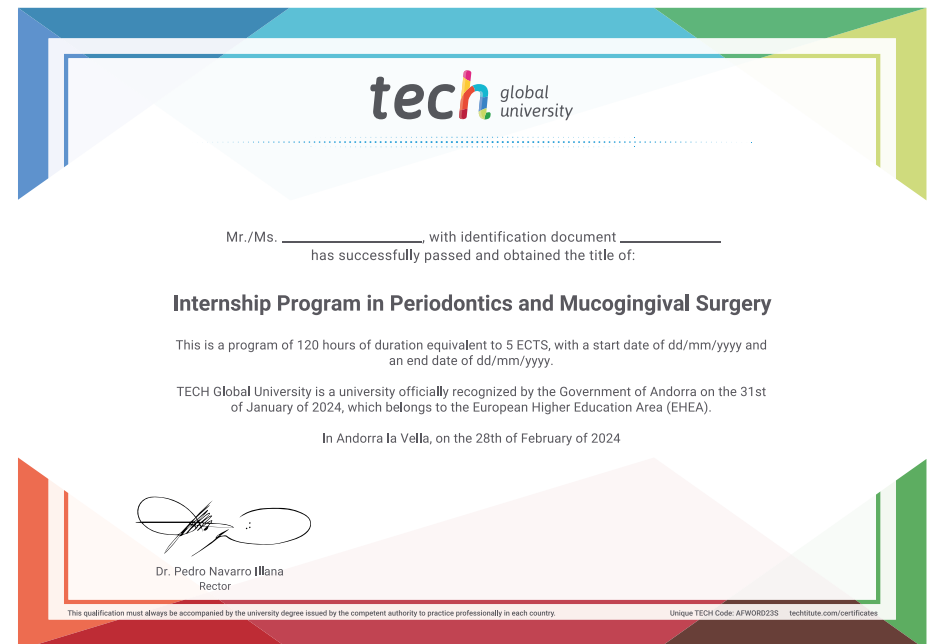 tech global university
Mr./Ms. ____________, with identification document ____________
has successfully passed and obtained the title of:
Internship Program in Periodontics and Mucogingival Surgery
This is a program of 120 hours of duration equivalent to 5 ECTS, with a start date of dd/mm/yyyy and
an end date of dd/mm/yyyy.
TECH Global University is a university officially recognized by the Government of Andorra on the 31st
of January of 2024, which belongs to the European Higher Education Area (EHEA).
In Andorra la Vella, on the 28th of February of 2024
Dr. Pedro Navarro Illana
Rector
This qualification must always be accompanied by the university degree issued by the competent authority to practice professionally in each country.
Unique TECH Code: AFWORD23S techtitute.com/certificates